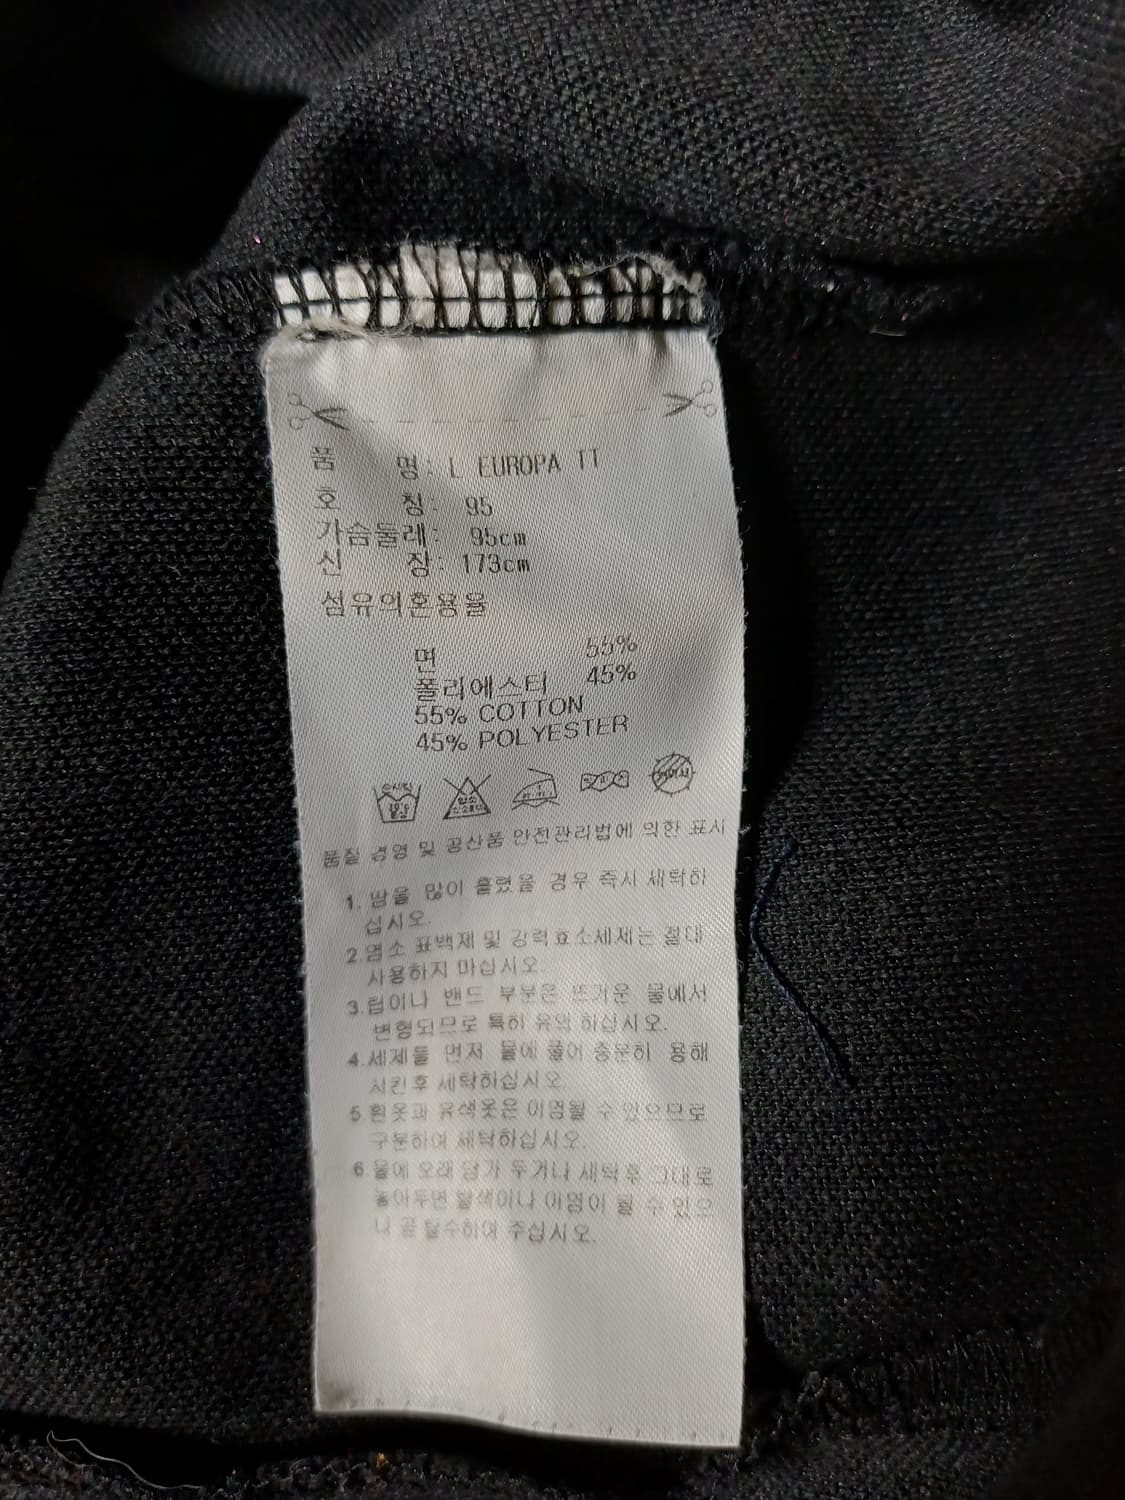 품 명: L EUROPA TT
호 칭: 95
가슴둘레: 95cm
신 장: 173cm
섬유의혼용율
면 55%
폴리에스터 45%
55% COTTON
45% POLYESTER
품질 경영 및 공산품 안전관리법에 의한 표시
1. 땀을 많이 흘렸을 경우 즉시 세탁하
십시오.
2. 염소 표백제 및 강력효소세제는 절대
사용하지 마십시오.
3. 립이나 밴드 부분은 뜨거운 물에서
변형되므로 특히 유의 하십시오.
4. 세제를 먼저 물에 풀어 충분히 용해
시킨후 세탁하십시오.
5 흰옷과 유색옷은 이염될 수 있으므로
구분하여 세탁하십시오.
6 물에 오래 담가 두거나 세탁후 그대로
놓아두면 탈색이나 이염이 될 수 있으
니 곧 탈수하여 주십시오.